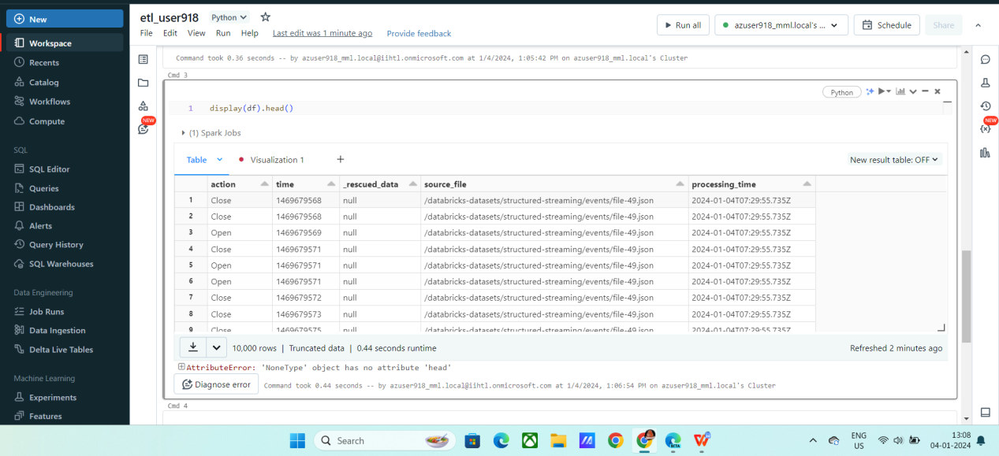 New
Workspace
Recents
Catalog
Workflows
Compute
SQL
SQL Editor
Queries
Dashboards
Alerts
Query History
SQL Warehouses
Data Engineering
Job Runs
Data Ingestion
Delta Live Tables
Machine Learning
Experiments
Features
etl_user918 Python
File Edit View Run Help Last edit was 1 minute ago Provide feedback
Run all azuser918_mml.local's ... Schedule Share
NEW
Command took 0.36 seconds -- by azuser918_mml.local@iihtl.onmicrosoft.com at 1/4/2024, 1:05:42 PM on azuser918_mml.local's Cluster
Cmd 3
Python
1 display(df).head()
(1) Spark Jobs
Table Visualization 1 + New result table: OFF
action time _rescued_data source_file processing_time
1 Close 1469679568 null /databricks-datasets/structured-streaming/events/file-49.json 2024-01-04T07:29:55.735Z
2 Close 1469679568 null /databricks-datasets/structured-streaming/events/file-49.json 2024-01-04T07:29:55.735Z
3 Open 1469679569 null /databricks-datasets/structured-streaming/events/file-49.json 2024-01-04T07:29:55.735Z
4 Close 1469679571 null /databricks-datasets/structured-streaming/events/file-49.json 2024-01-04T07:29:55.735Z
5 Open 1469679571 null /databricks-datasets/structured-streaming/events/file-49.json 2024-01-04T07:29:55.735Z
6 Open 1469679571 null /databricks-datasets/structured-streaming/events/file-49.json 2024-01-04T07:29:55.735Z
7 Close 1469679572 null /databricks-datasets/structured-streaming/events/file-49.json 2024-01-04T07:29:55.735Z
8 Close 1469679573 null /databricks-datasets/structured-streaming/events/file-49.json 2024-01-04T07:29:55.735Z
9 Close 1469679575 null /databricks-datasets/structured-streaming/events/file-49.json 2024-01-04T07:29:55.735Z
10,000 rows | Truncated data | 0.44 seconds runtime Refreshed 2 minutes ago
AttributeError: 'NoneType' object has no attribute 'head'
Diagnose error Command took 0.44 seconds -- by azuser918_mml.local@iihtl.onmicrosoft.com at 1/4/2024, 1:06:54 PM on azuser918_mml.local's Cluster
Cmd 4
NEW
Search
BETA
ENG
US
13:08
04-01-2024